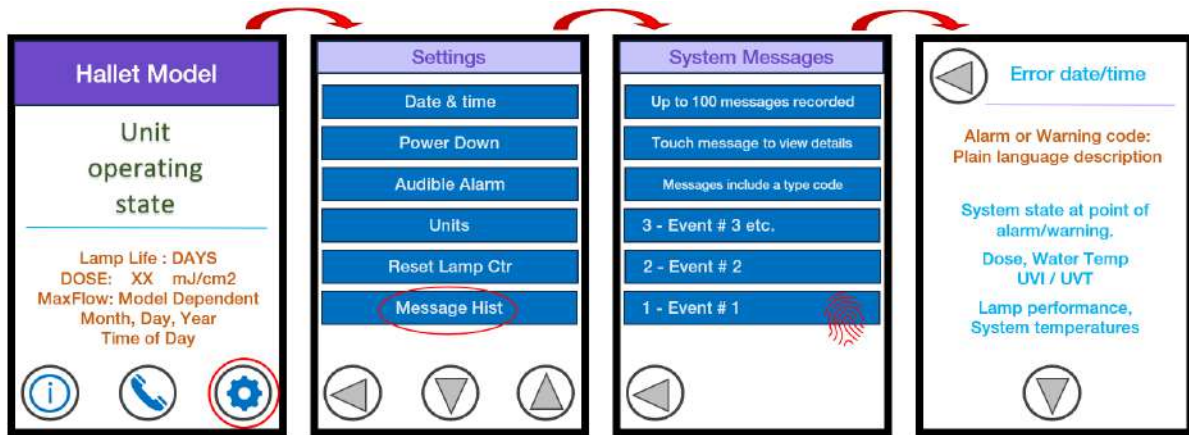 Hallet Model
Unit
operating
state
Lamp Life : DAYS
DOSE: XX mJ/cm2
MaxFlow: Model Dependent
Month, Day, Year
Time of Day
Settings
Date & time
Power Down
Audible Alarm
Units
Reset Lamp Ctr
Message Hist
System Messages
Up to 100 messages recorded
Touch message to view details
Messages include a type code
3 - Event # 3 etc.
2 - Event # 2
1 - Event # 1
Error date/time
Alarm or Warning code:
Plain language description
System state at point of
alarm/warning.
Dose, Water Temp
UVI / UVT
Lamp performance,
System temperatures